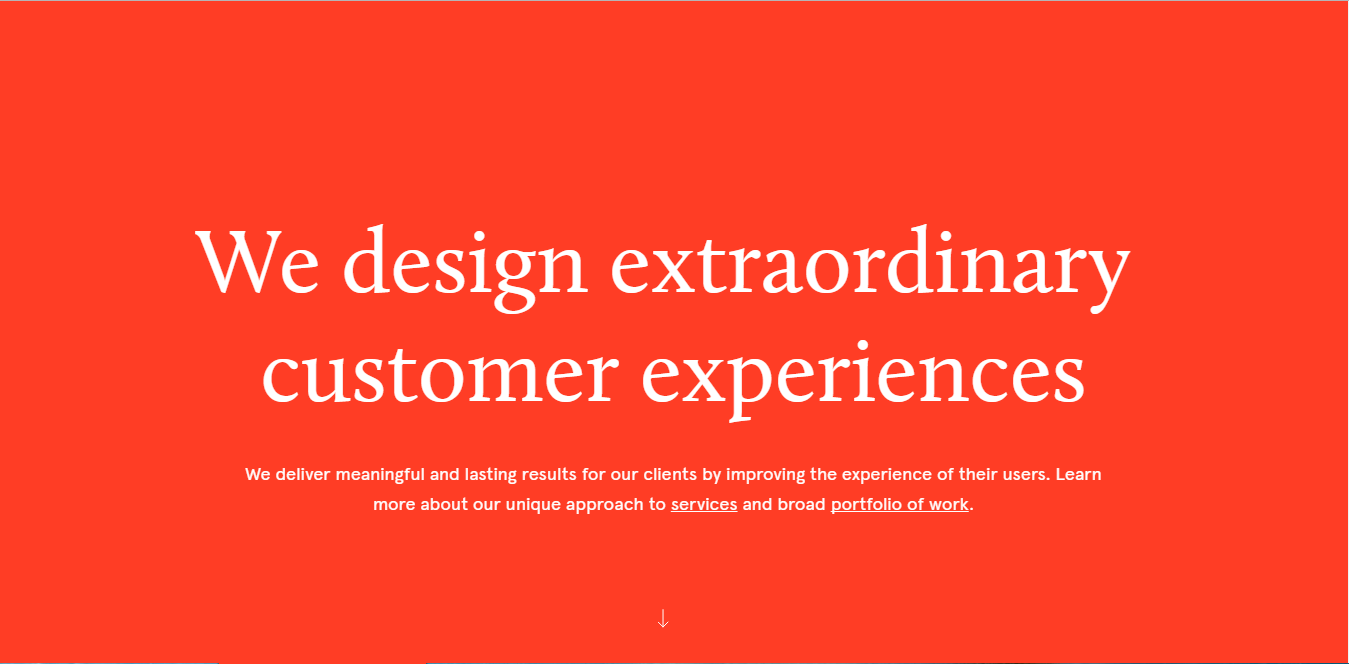 We design extraordinary
customer experiences
We deliver meaningful and lasting results for our clients by improving the experience of their users. Learn
more about our unique approach to services and broad portfolio of work.